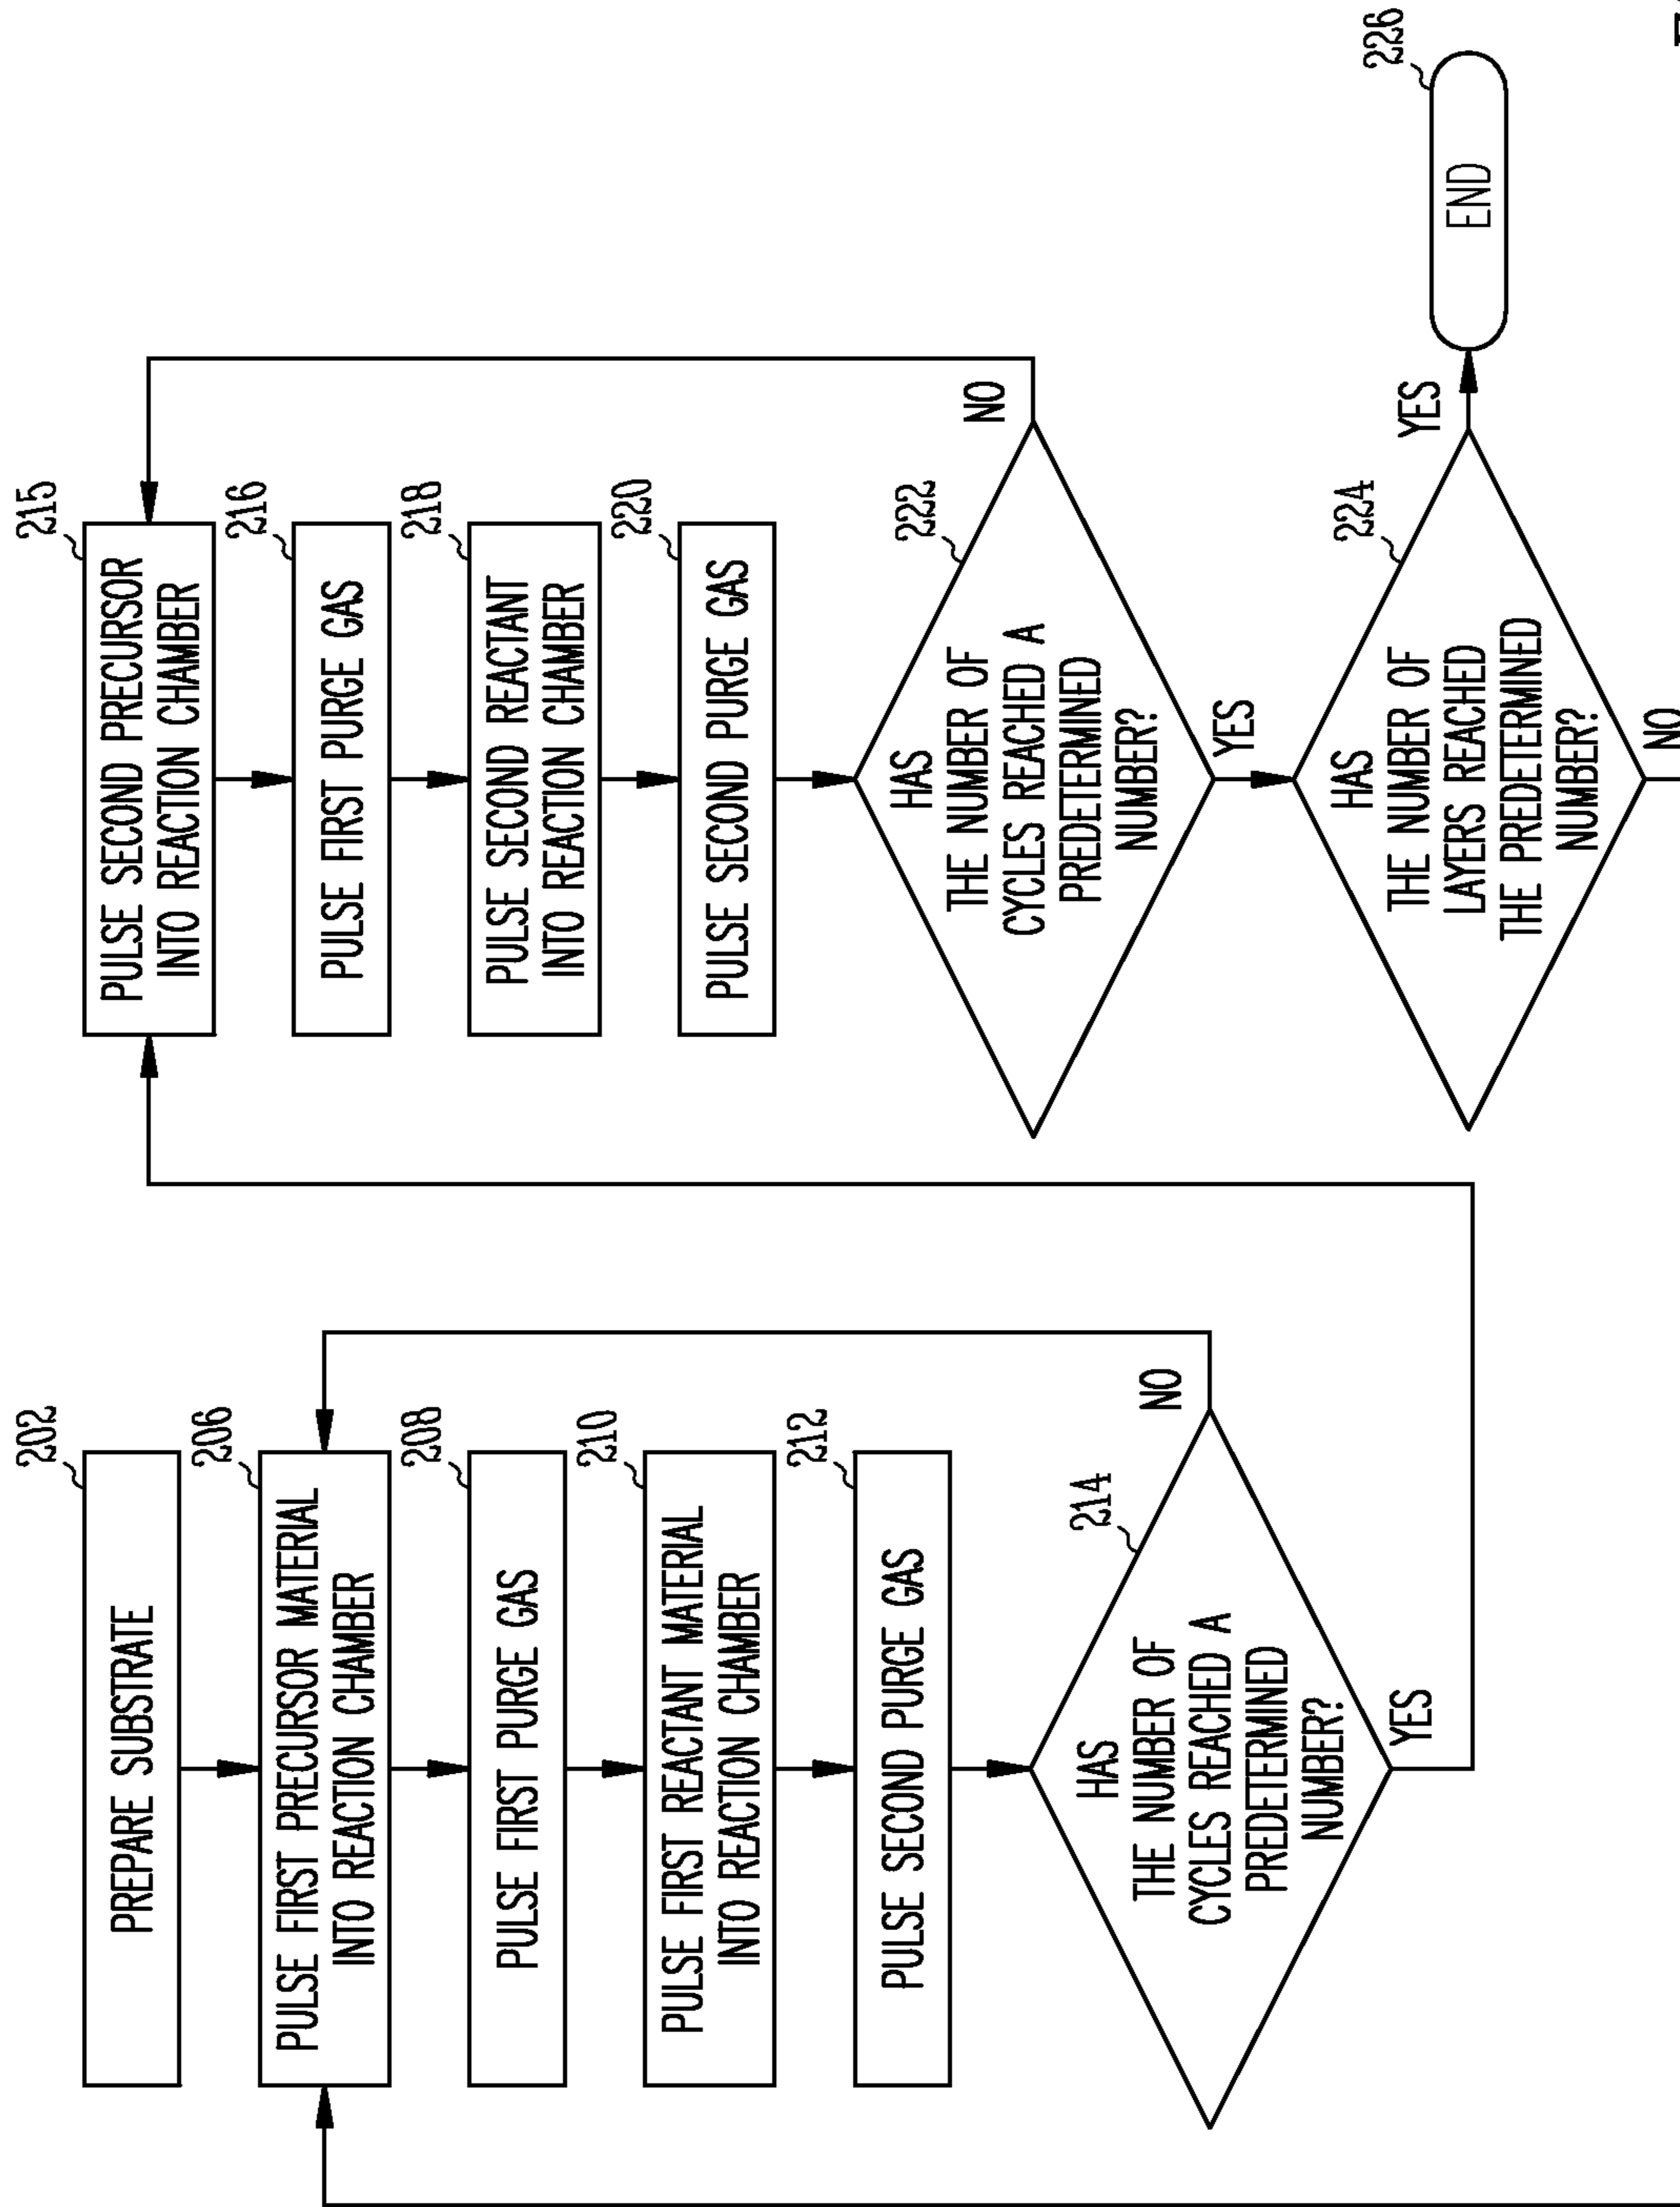 202
PREPARE SUBSTRATE
206
PULSE FIRST PRECURSOR MATERIAL
INTO REACTION CHAMBER
208
PULSE FIRST PURGE GAS
210
PULSE FIRST REACTANT MATERIAL
INTO REACTION CHAMBER
212
PULSE SECOND PURGE GAS
214
HAS
THE NUMBER OF
CYCLES REACHED A
PREDETERMINED
NUMBER?
NO
YES
215
PULSE SECOND PRECURSOR
INTO REACTION CHAMBER
216
PULSE FIRST PURGE GAS
218
PULSE SECOND REACTANT
INTO REACTION CHAMBER
220
PULSE SECOND PURGE GAS
222
HAS
THE NUMBER OF
CYCLES REACHED A
PREDETERMINED
NUMBER?
NO
YES
224
HAS
THE NUMBER OF
LAYERS REACHED
THE PREDETERMINED
NUMBER?
YES
NO
226
END